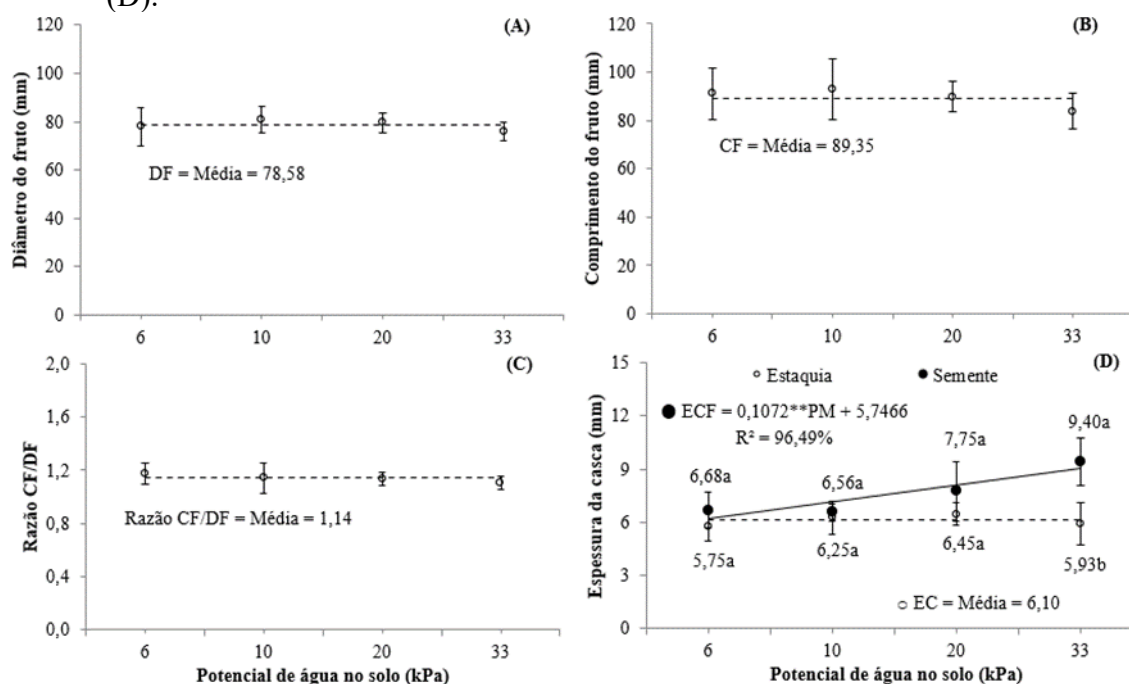 (D).
(A)
Diâmetro do fruto (mm)
120
100
80
60
40
20
0
DF = Média = 78,58
6 10 20 33
(B)
Comprimento do fruto (mm)
120
100
80
60
40
20
0
CF = Média = 89,35
6 10 20 33
(C)
Razão CF/DF
2,0
1,6
1,2
0,8
0,4
0,0
Razão CF/DF = Média = 1,14
6 10 20 33
Potencial de água no solo (kPa)
(D)
Espessura da casca (mm)
15
12
9
6
3
0
Estaquia Semente
ECF = 0,1072**PM + 5,7466
R² = 96,49%
6,68a 6,56a 7,75a 9,40a
5,75a 6,25a 6,45a 5,93b
EC = Média = 6,10
6 10 20 33
Potencial de água no solo (kPa)